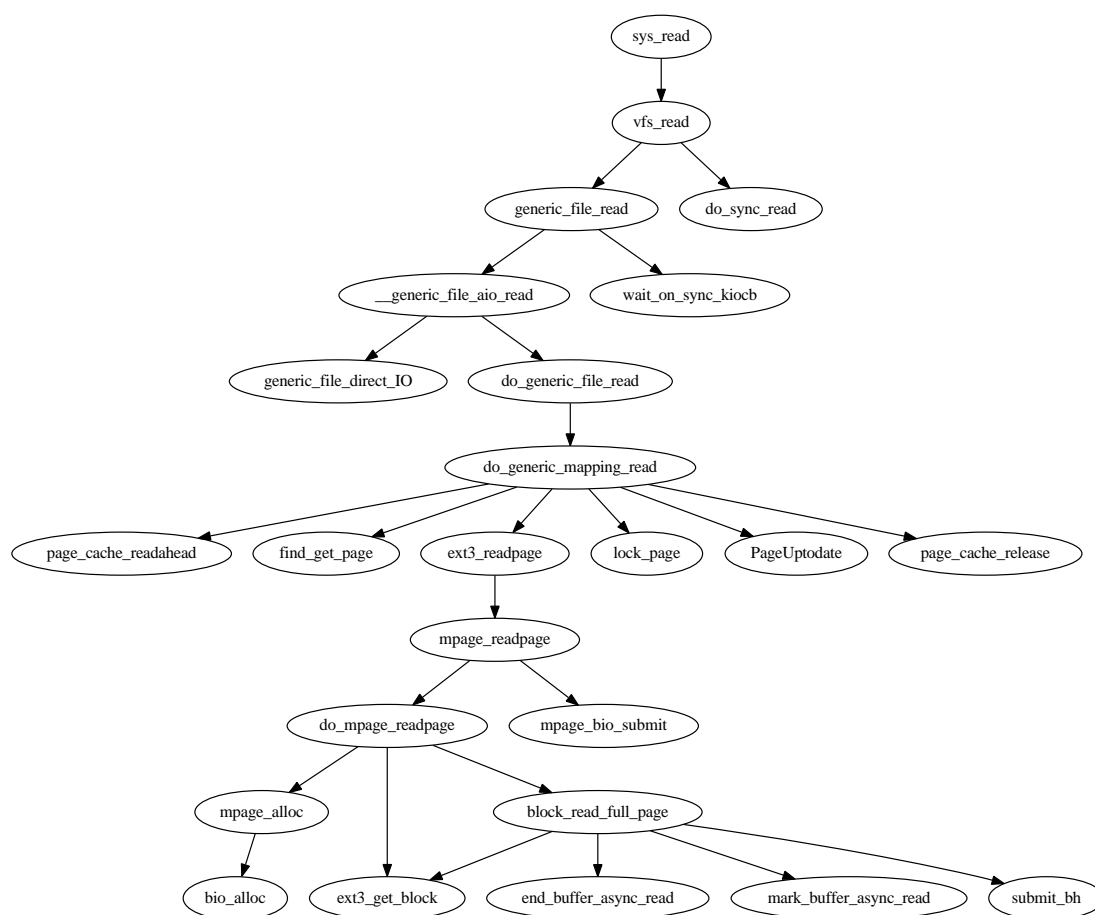 sys_read
vfs_read
generic_file_read
do_sync_read
__generic_file_aio_read
wait_on_sync_kiocb
generic_file_direct_IO
do_generic_file_read
do_generic_mapping_read
page_cache_readahead
find_get_page
ext3_readpage
lock_page
PageUptodate
page_cache_release
mpage_readpage
do_mpage_readpage
mpage_bio_submit
mpage_alloc
block_read_full_page
bio_alloc
ext3_get_block
end_buffer_async_read
mark_buffer_async_read
submit_bh